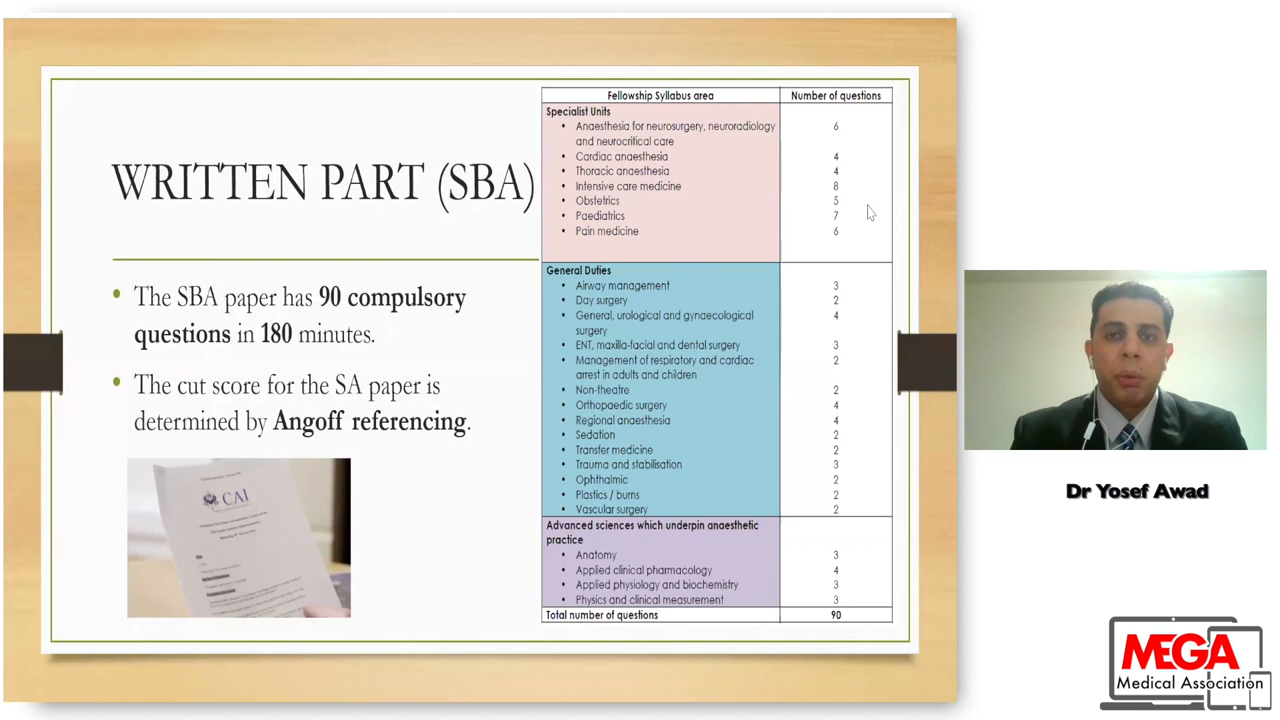 WRITTEN PART (SBA)
• The SBA paper has 90 compulsory
questions in 180 minutes.
• The cut score for the SA paper is
determined by Angoff referencing.
CAI
Fellowship Syllabus area Number of questions
Specialist Units
• Anaesthesia for neurosurgery, neuroradiology 6
and neurocritical care
• Cardiac anaesthesia 4
• Thoracic anaesthesia 4
• Intensive care medicine 8
• Obstetrics 5
• Paediatrics 7
• Pain medicine 6
General Duties
• Airway management 3
• Day surgery 2
• General, urological and gynaecological 4
surgery
• ENT, maxilla-facial and dental surgery 3
• Management of respiratory and cardiac 2
arrest in adults and children
• Non-theatre 2
• Orthopaedic surgery 4
• Regional anaesthesia 4
• Sedation 2
• Transfer medicine 2
• Trauma and stabilisation 3
• Ophthalmic 2
• Plastics / burns 2
• Vascular surgery 2
Advanced sciences which underpin anaesthetic
practice
• Anatomy 3
• Applied clinical pharmacology 4
• Applied physiology and biochemistry 3
• Physics and clinical measurement 3
Total number of questions 90
Dr Yosef Awad
MEGA
Medical Association